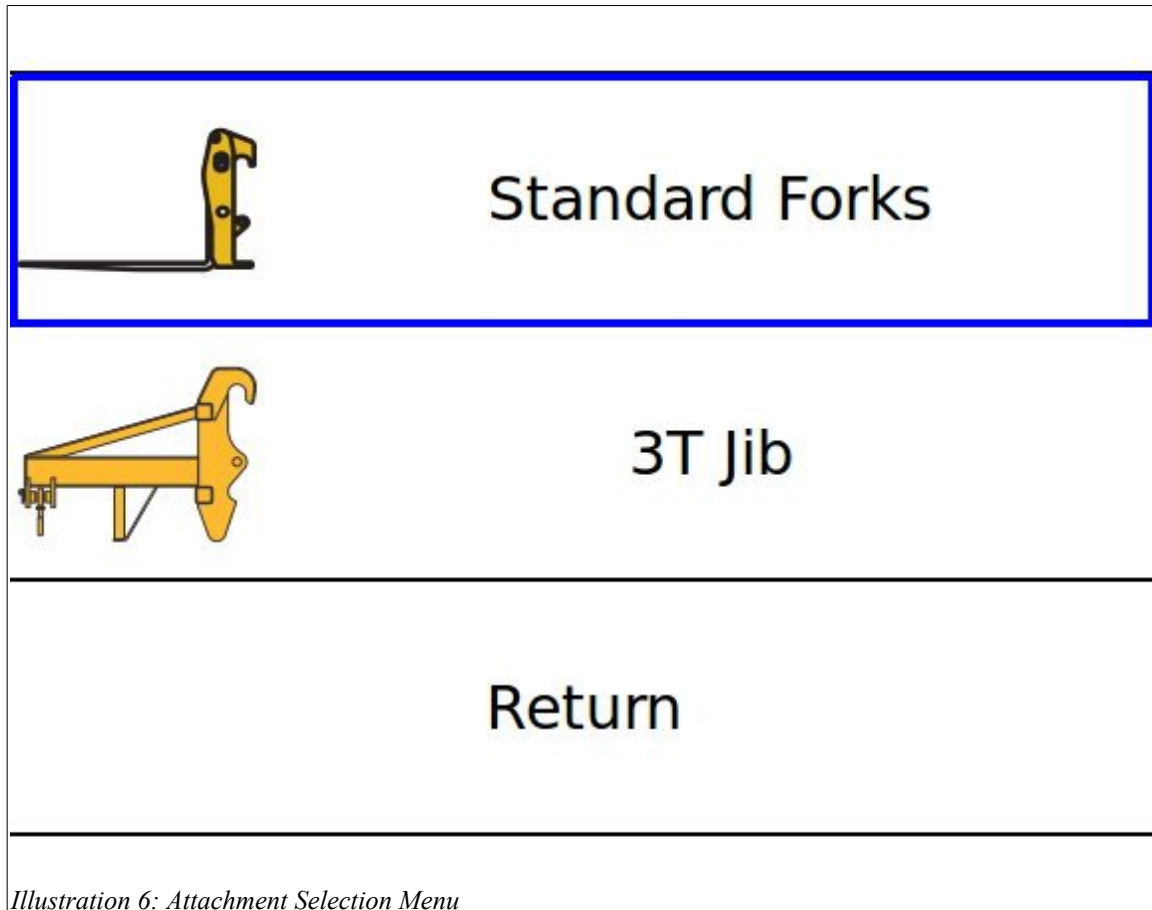 Standard Forks
3T Jib
Return
Illustration 6: Attachment Selection Menu